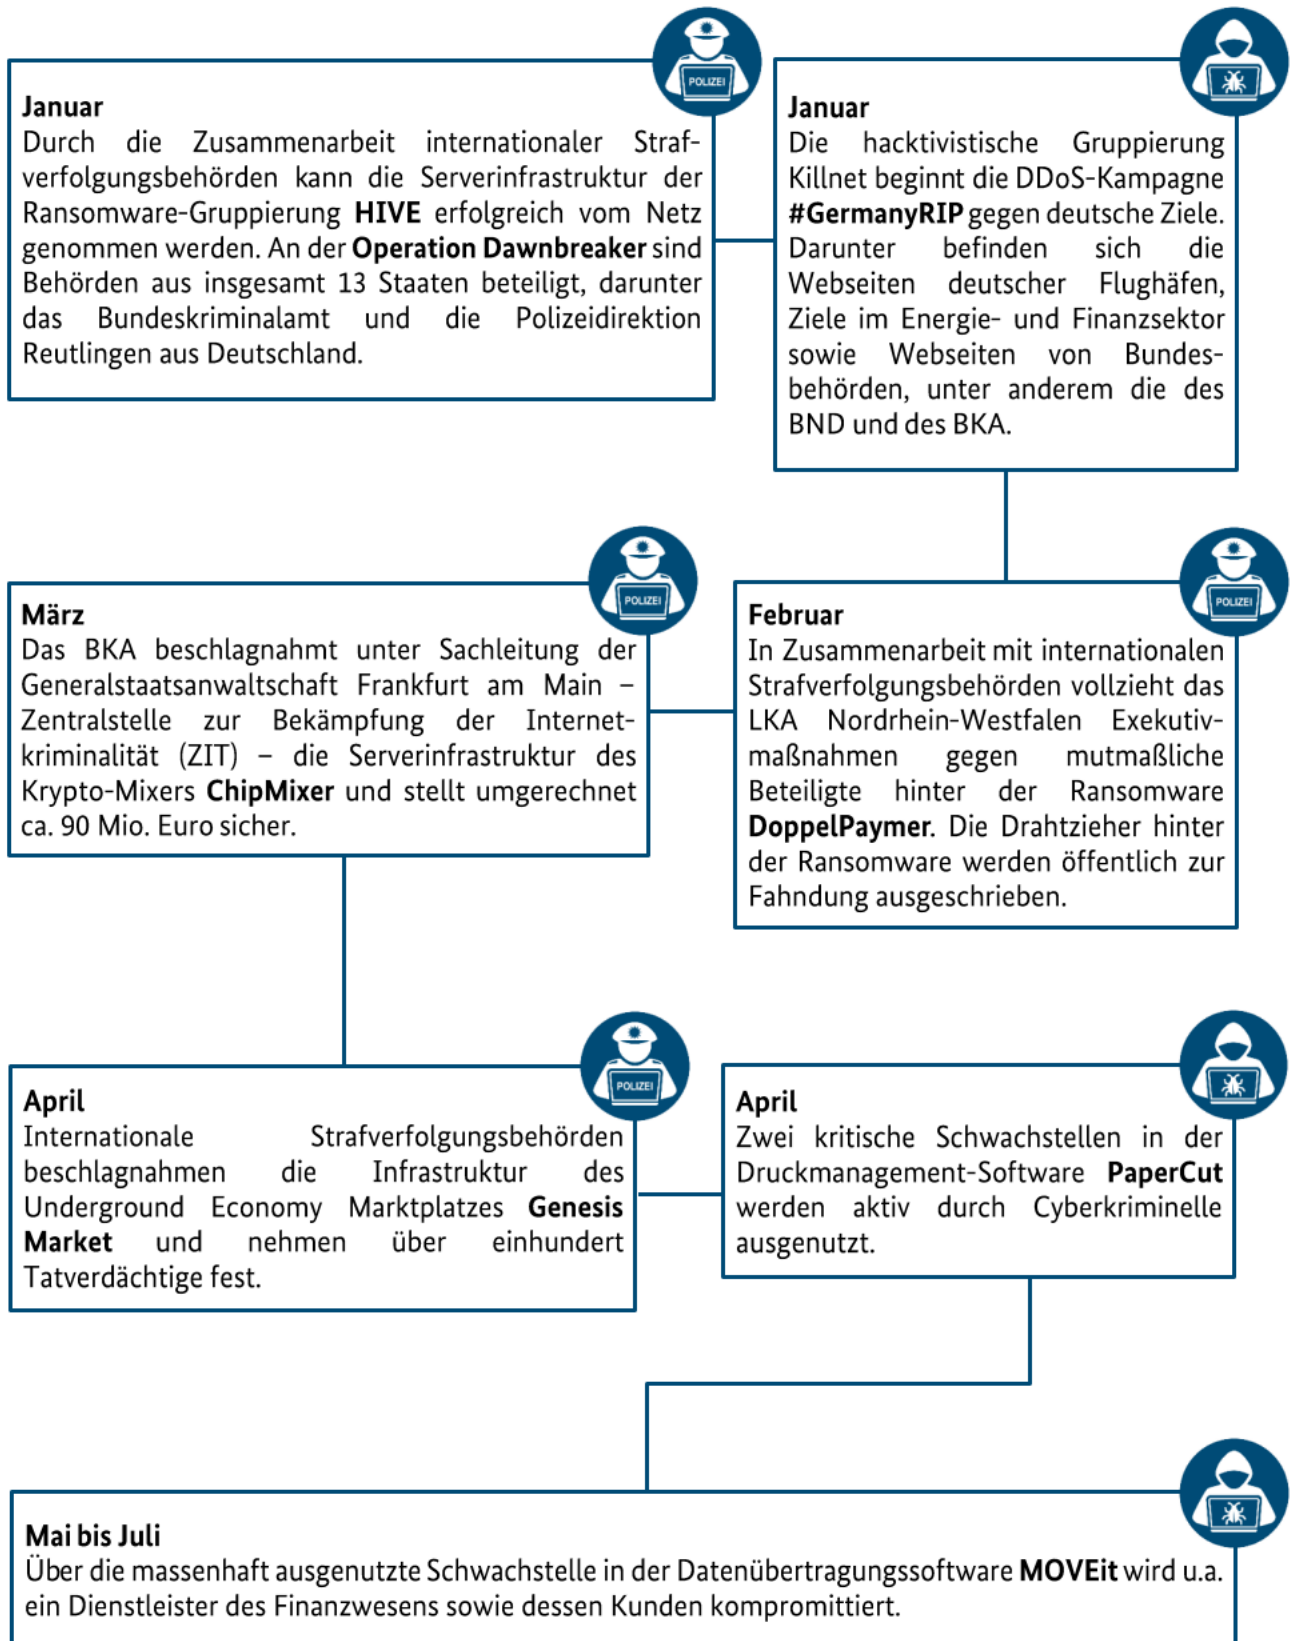 POLIZEI
Januar
Durch die Zusammenarbeit internationaler Straf-
verfolgungsbehörden kann die Serverinfrastruktur der
Ransomware-Gruppierung HIVE erfolgreich vom Netz
genommen werden. An der Operation Dawnbreaker sind
Behörden aus insgesamt 13 Staaten beteiligt, darunter
das Bundeskriminalamt und die Polizeidirektion
Reutlingen aus Deutschland.
Januar
Die hacktivistische Gruppierung
Killnet beginnt die DDoS-Kampagne
#GermanyRIP gegen deutsche Ziele.
Darunter befinden sich die
Webseiten deutscher Flughäfen,
Ziele im Energie- und Finanzsektor
sowie Webseiten von Bundes-
behörden, unter anderem die des
BND und des BKA.
POLIZEI
Februar
In Zusammenarbeit mit internationalen
Strafverfolgungsbehörden vollzieht das
LKA Nordrhein-Westfalen Exekutiv-
maßnahmen gegen mutmaßliche
Beteiligte hinter der Ransomware
DoppelPaymer. Die Drahtzieher hinter
der Ransomware werden öffentlich zur
Fahndung ausgeschrieben.
POLIZEI
März
Das BKA beschlagnahmt unter Sachleitung der
Generalstaatsanwaltschaft Frankfurt am Main –
Zentralstelle zur Bekämpfung der Internet-
kriminalität (ZIT) – die Serverinfrastruktur des
Krypto-Mixers ChipMixer und stellt umgerechnet
ca. 90 Mio. Euro sicher.
POLIZEI
April
Internationale Strafverfolgungsbehörden
beschlagnahmen die Infrastruktur des
Underground Economy Marktplatzes Genesis
Market und nehmen über einhundert
Tatverdächtige fest.
April
Zwei kritische Schwachstellen in der
Druckmanagement-Software PaperCut
werden aktiv durch Cyberkriminelle
ausgenutzt.
Mai bis Juli
Über die massenhaft ausgenutzte Schwachstelle in der Datenübertragungssoftware MOVEit wird u.a.
ein Dienstleister des Finanzwesens sowie dessen Kunden kompromittiert.